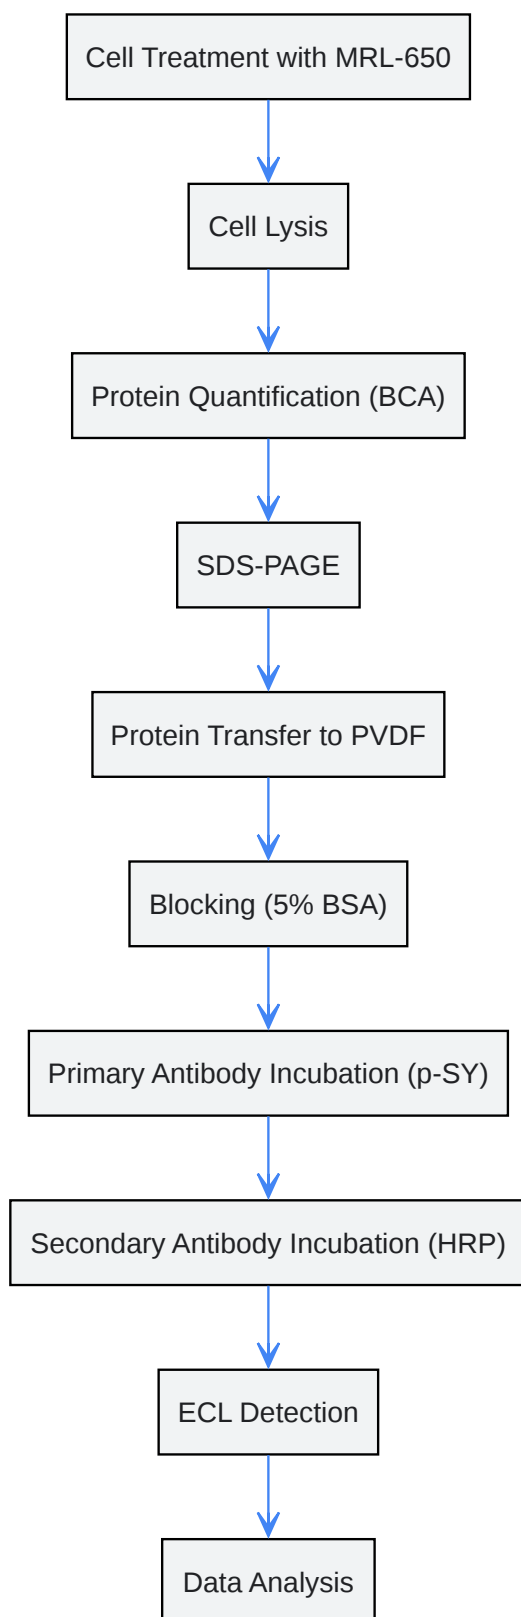 Cell Treatment with MRL-650
Cell Lysis
Protein Quantification (BCA)
SDS-PAGE
Protein Transfer to PVDF
Blocking (5% BSA)
Primary Antibody Incubation (p-SY)
Secondary Antibody Incubation (HRP)
ECL Detection
Data Analysis